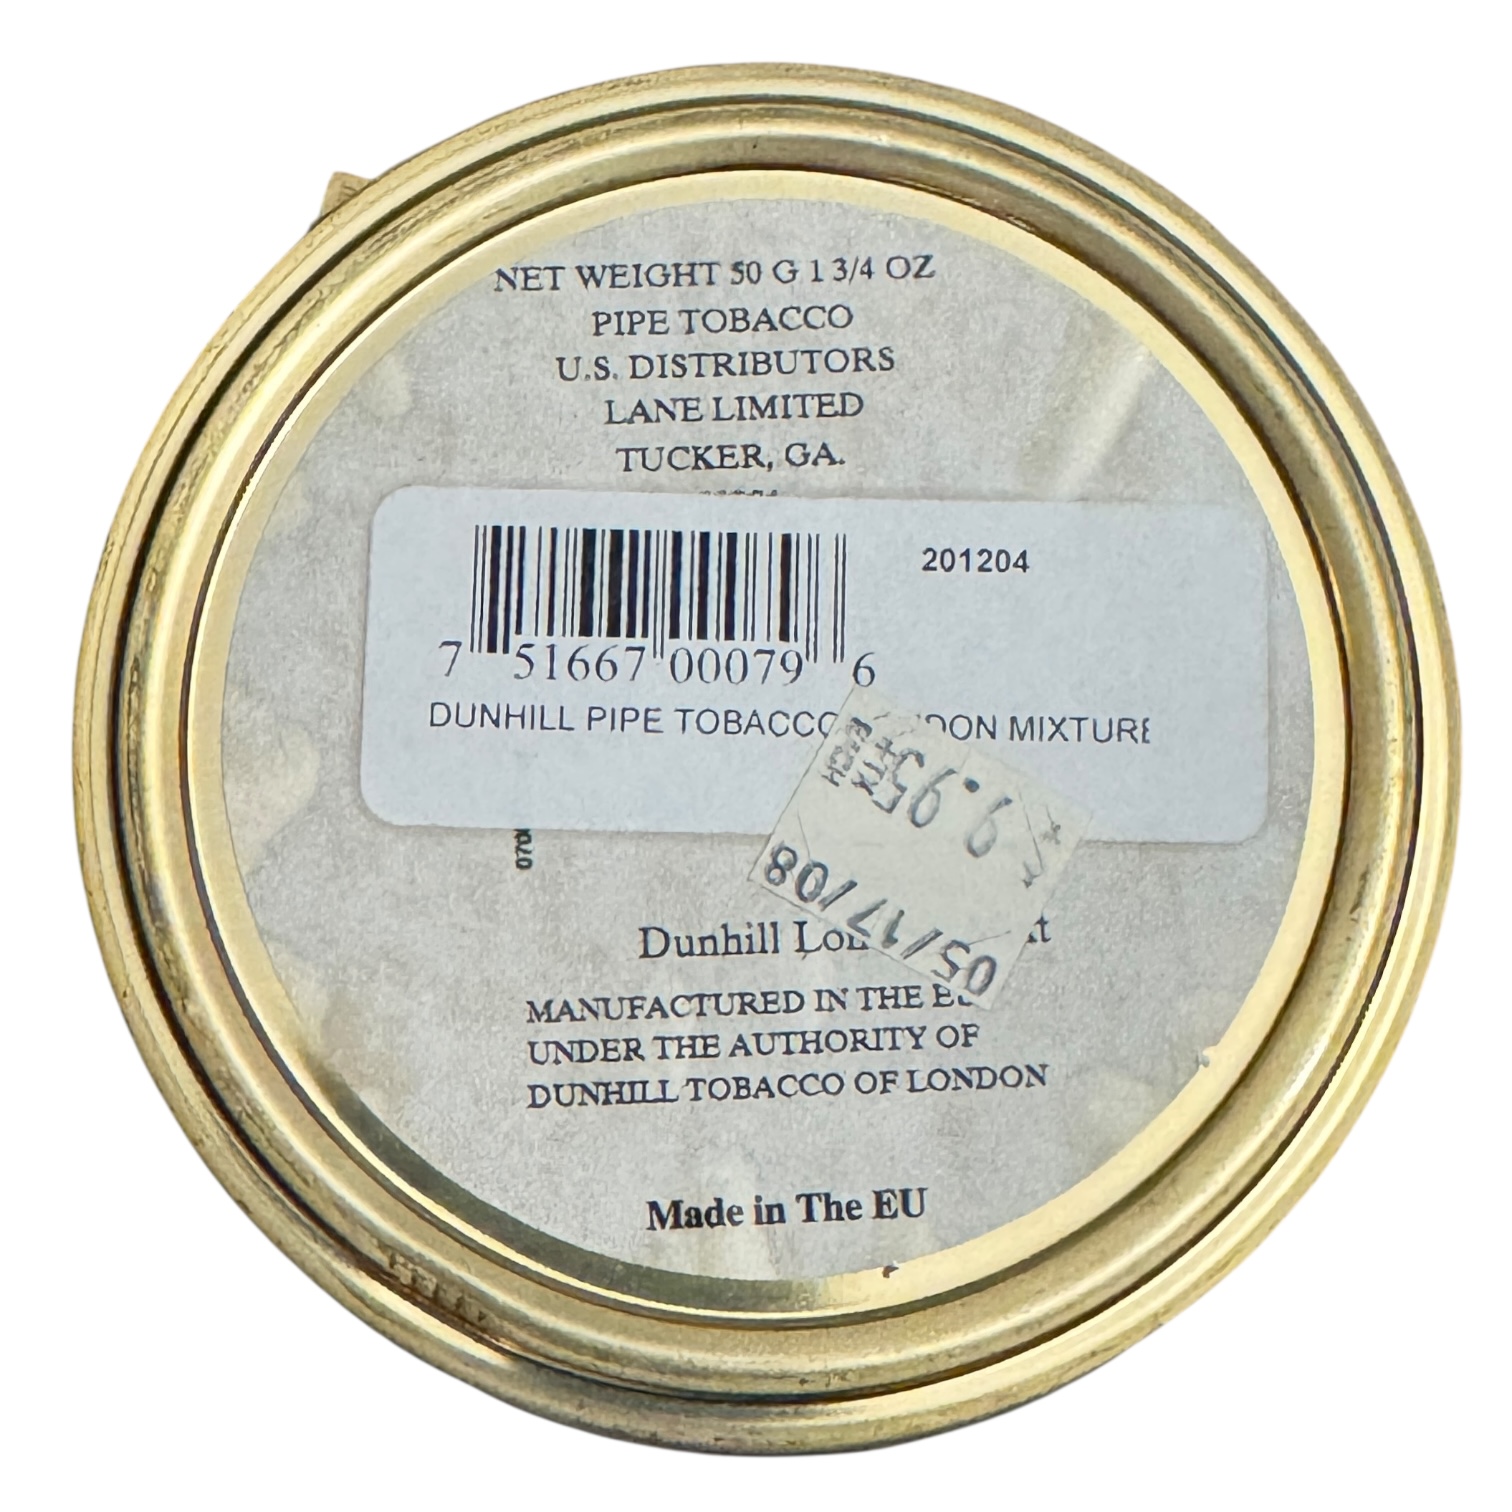 NET WEIGHT 50 G 1 3/4 OZ
PIPE TOBACCO
U.S. DISTRIBUTORS
LANE LIMITED
TUCKER, GA.
201204
7 51667 00079 6
DUNHILL PIPE TOBACCO MIXTURE
9.95
+TX
05/17/08
Dunhill
MANUFACTURED IN THE
UNDER THE AUTHORITY OF
DUNHILL TOBACCO OF LONDON
Made in The EU